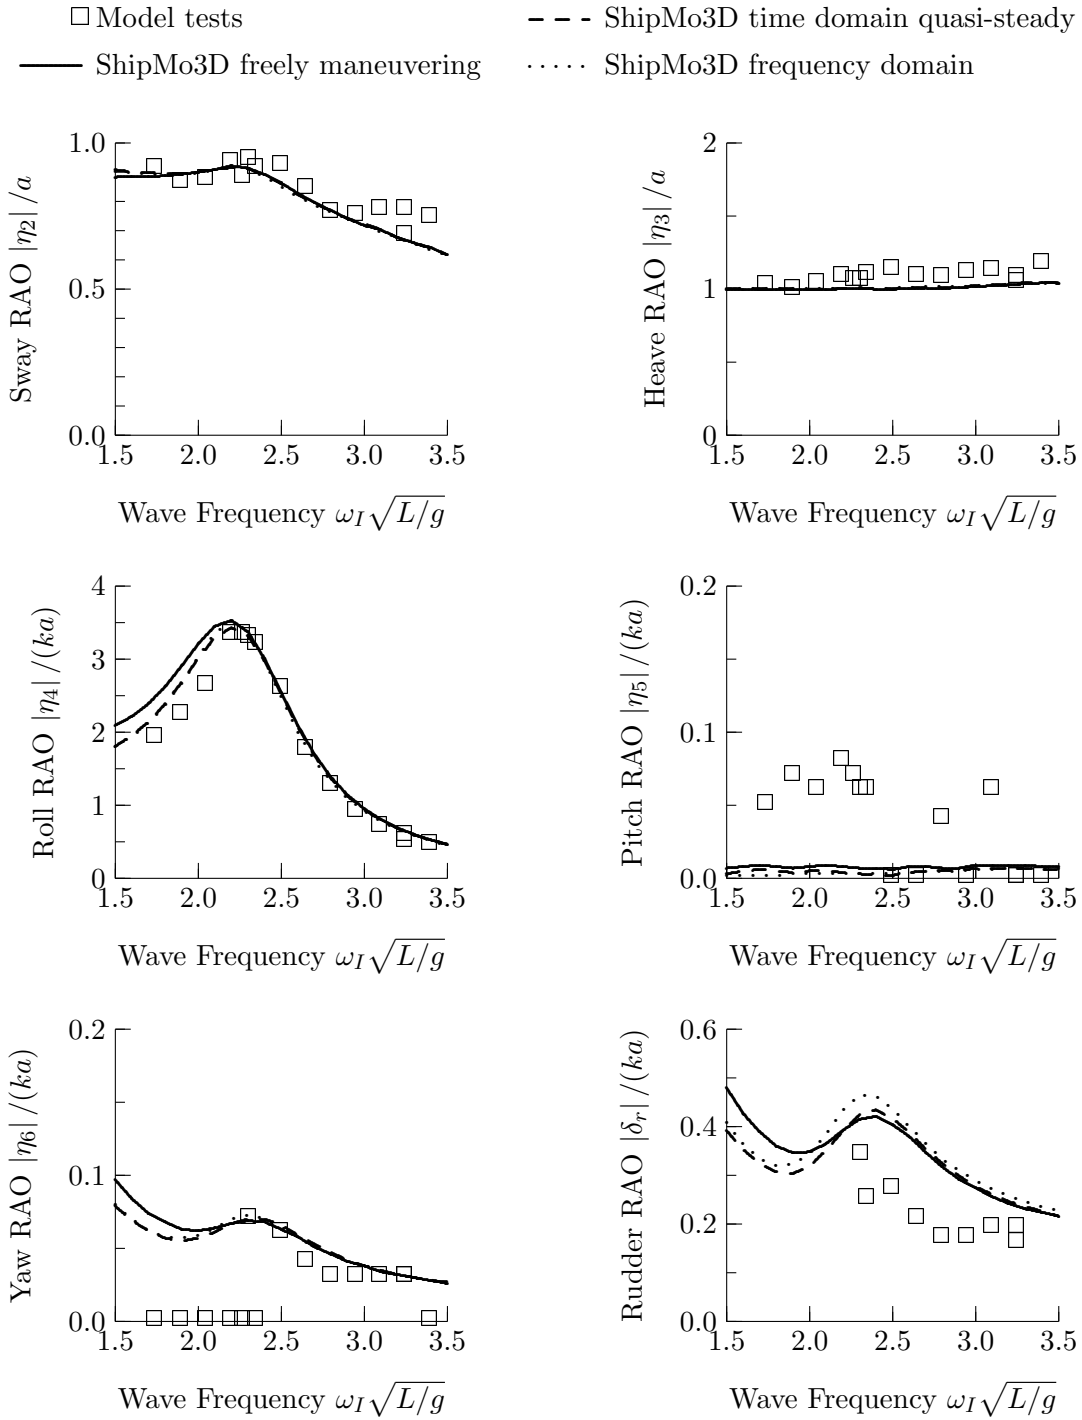 Model tests
ShipMo3D time domain quasi-steady
ShipMo3D freely maneuvering
ShipMo3D frequency domain
Sway RAO |η2| /a
1.0
0.5
0.0
1.5 2.0 2.5 3.0 3.5
Wave Frequency ωI√L/g
Heave RAO |η3| /a
2
1
0
1.5 2.0 2.5 3.0 3.5
Wave Frequency ωI√L/g
Roll RAO |η4| /(ka)
4
3
2
1
0
1.5 2.0 2.5 3.0 3.5
Wave Frequency ωI√L/g
Pitch RAO |η5| /(ka)
0.2
0.1
0.0
1.5 2.0 2.5 3.0 3.5
Wave Frequency ωI√L/g
Yaw RAO |η6| /(ka)
0.2
0.1
0.0
1.5 2.0 2.5 3.0 3.5
Wave Frequency ωI√L/g
Rudder RAO |δr| /(ka)
0.6
0.4
0.2
0.0
1.5 2.0 2.5 3.0 3.5
Wave Frequency ωI√L/g